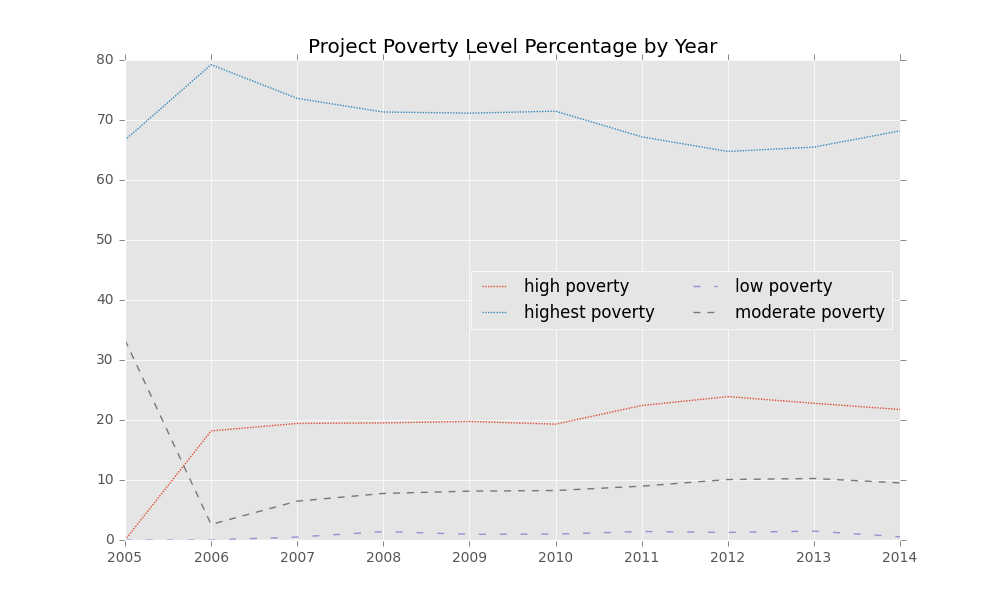 Project Poverty Level Percentage by Year
80
70
60
50
40
30
20
10
0
high poverty
low poverty
highest poverty
moderate poverty
2005 2006 2007 2008 2009 2010 2011 2012 2013 2014